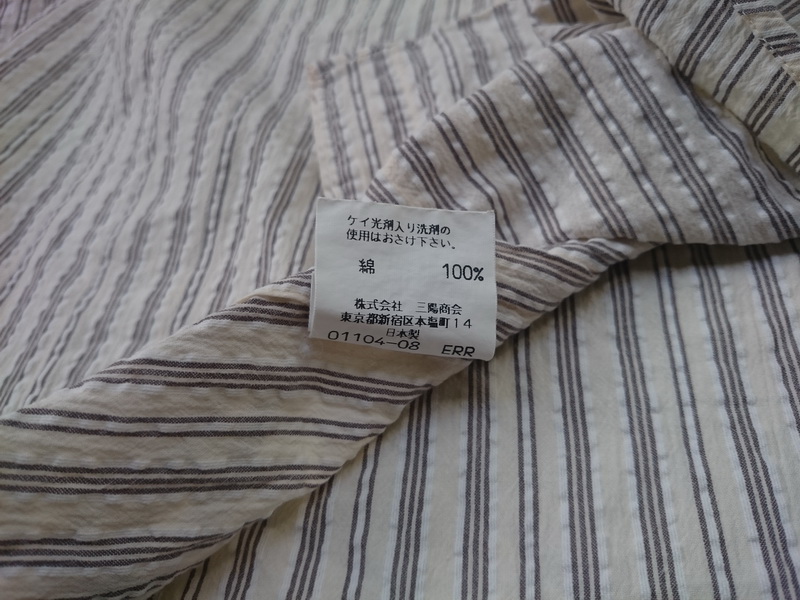 ケイ光剤入り洗剤の
使用はおさけ下さい。
綿 100%
株式会社 三陽商会
東京都新宿区本塩町14
日本製
01104-08 ERR